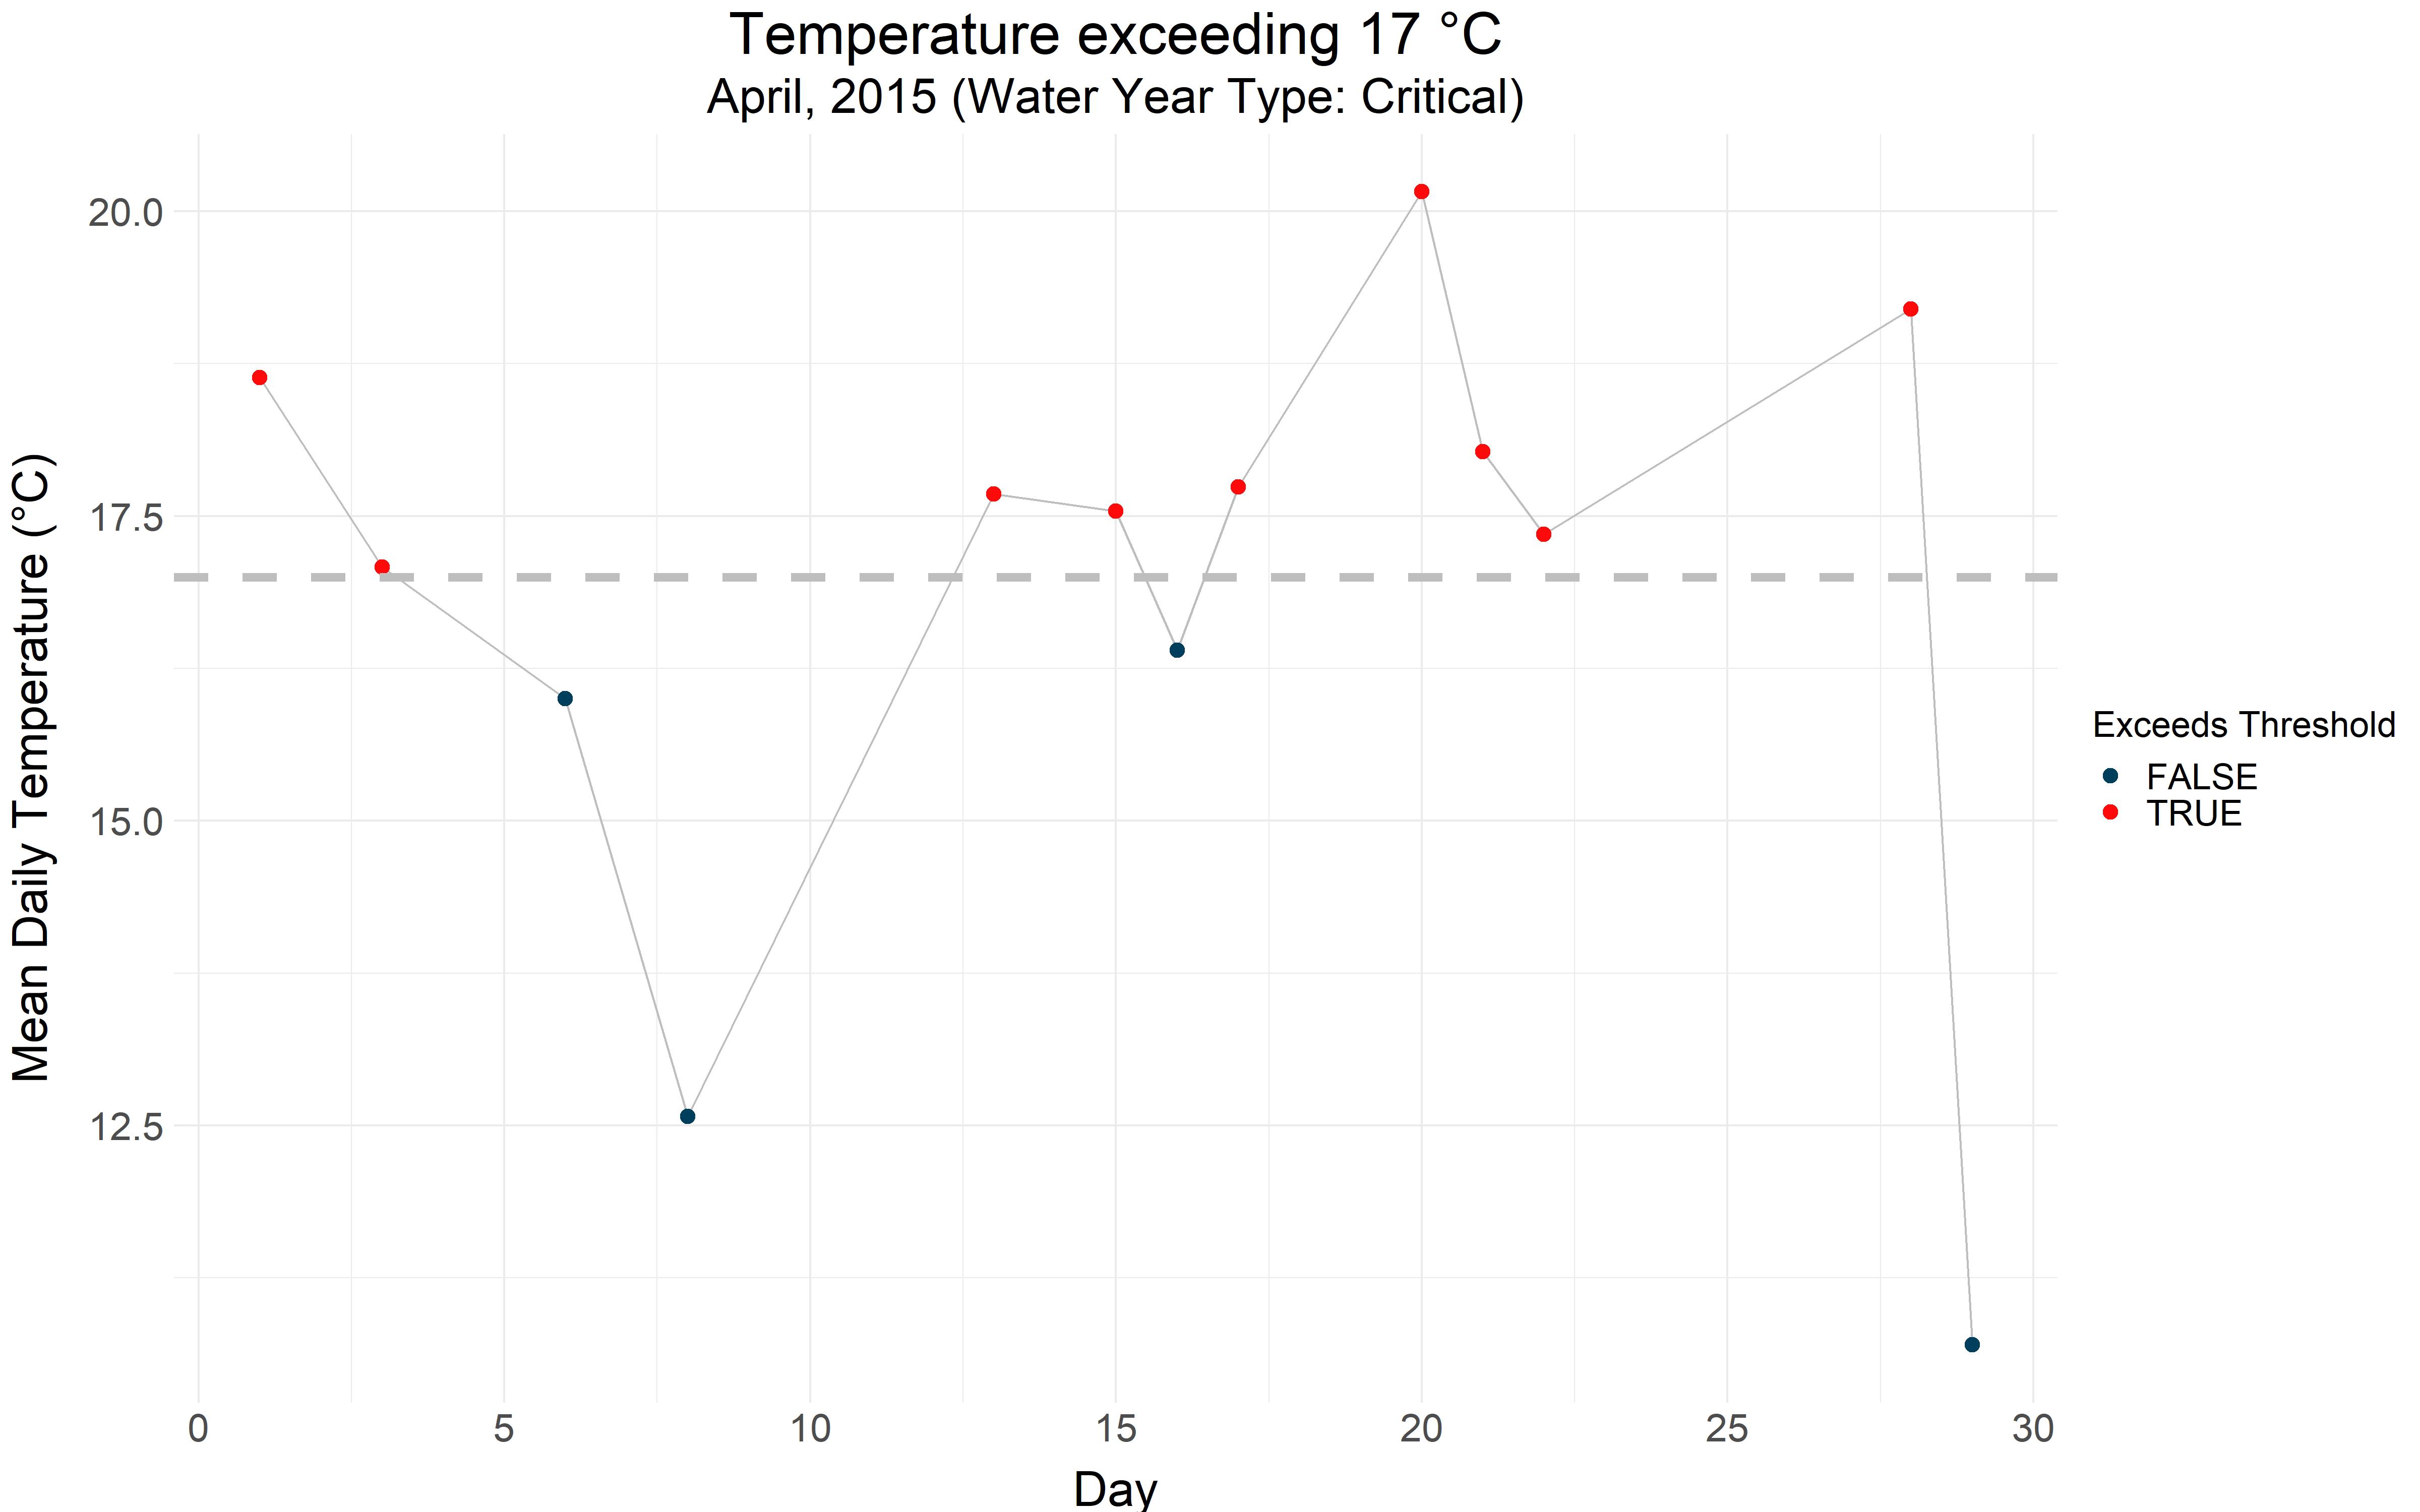 Temperature exceeding 17 °C
April, 2015 (Water Year Type: Critical)
Mean Daily Temperature (°C)
20.0
17.5
15.0
12.5
0 5 10 15 20 25 30
Day
Exceeds Threshold
FALSE
TRUE